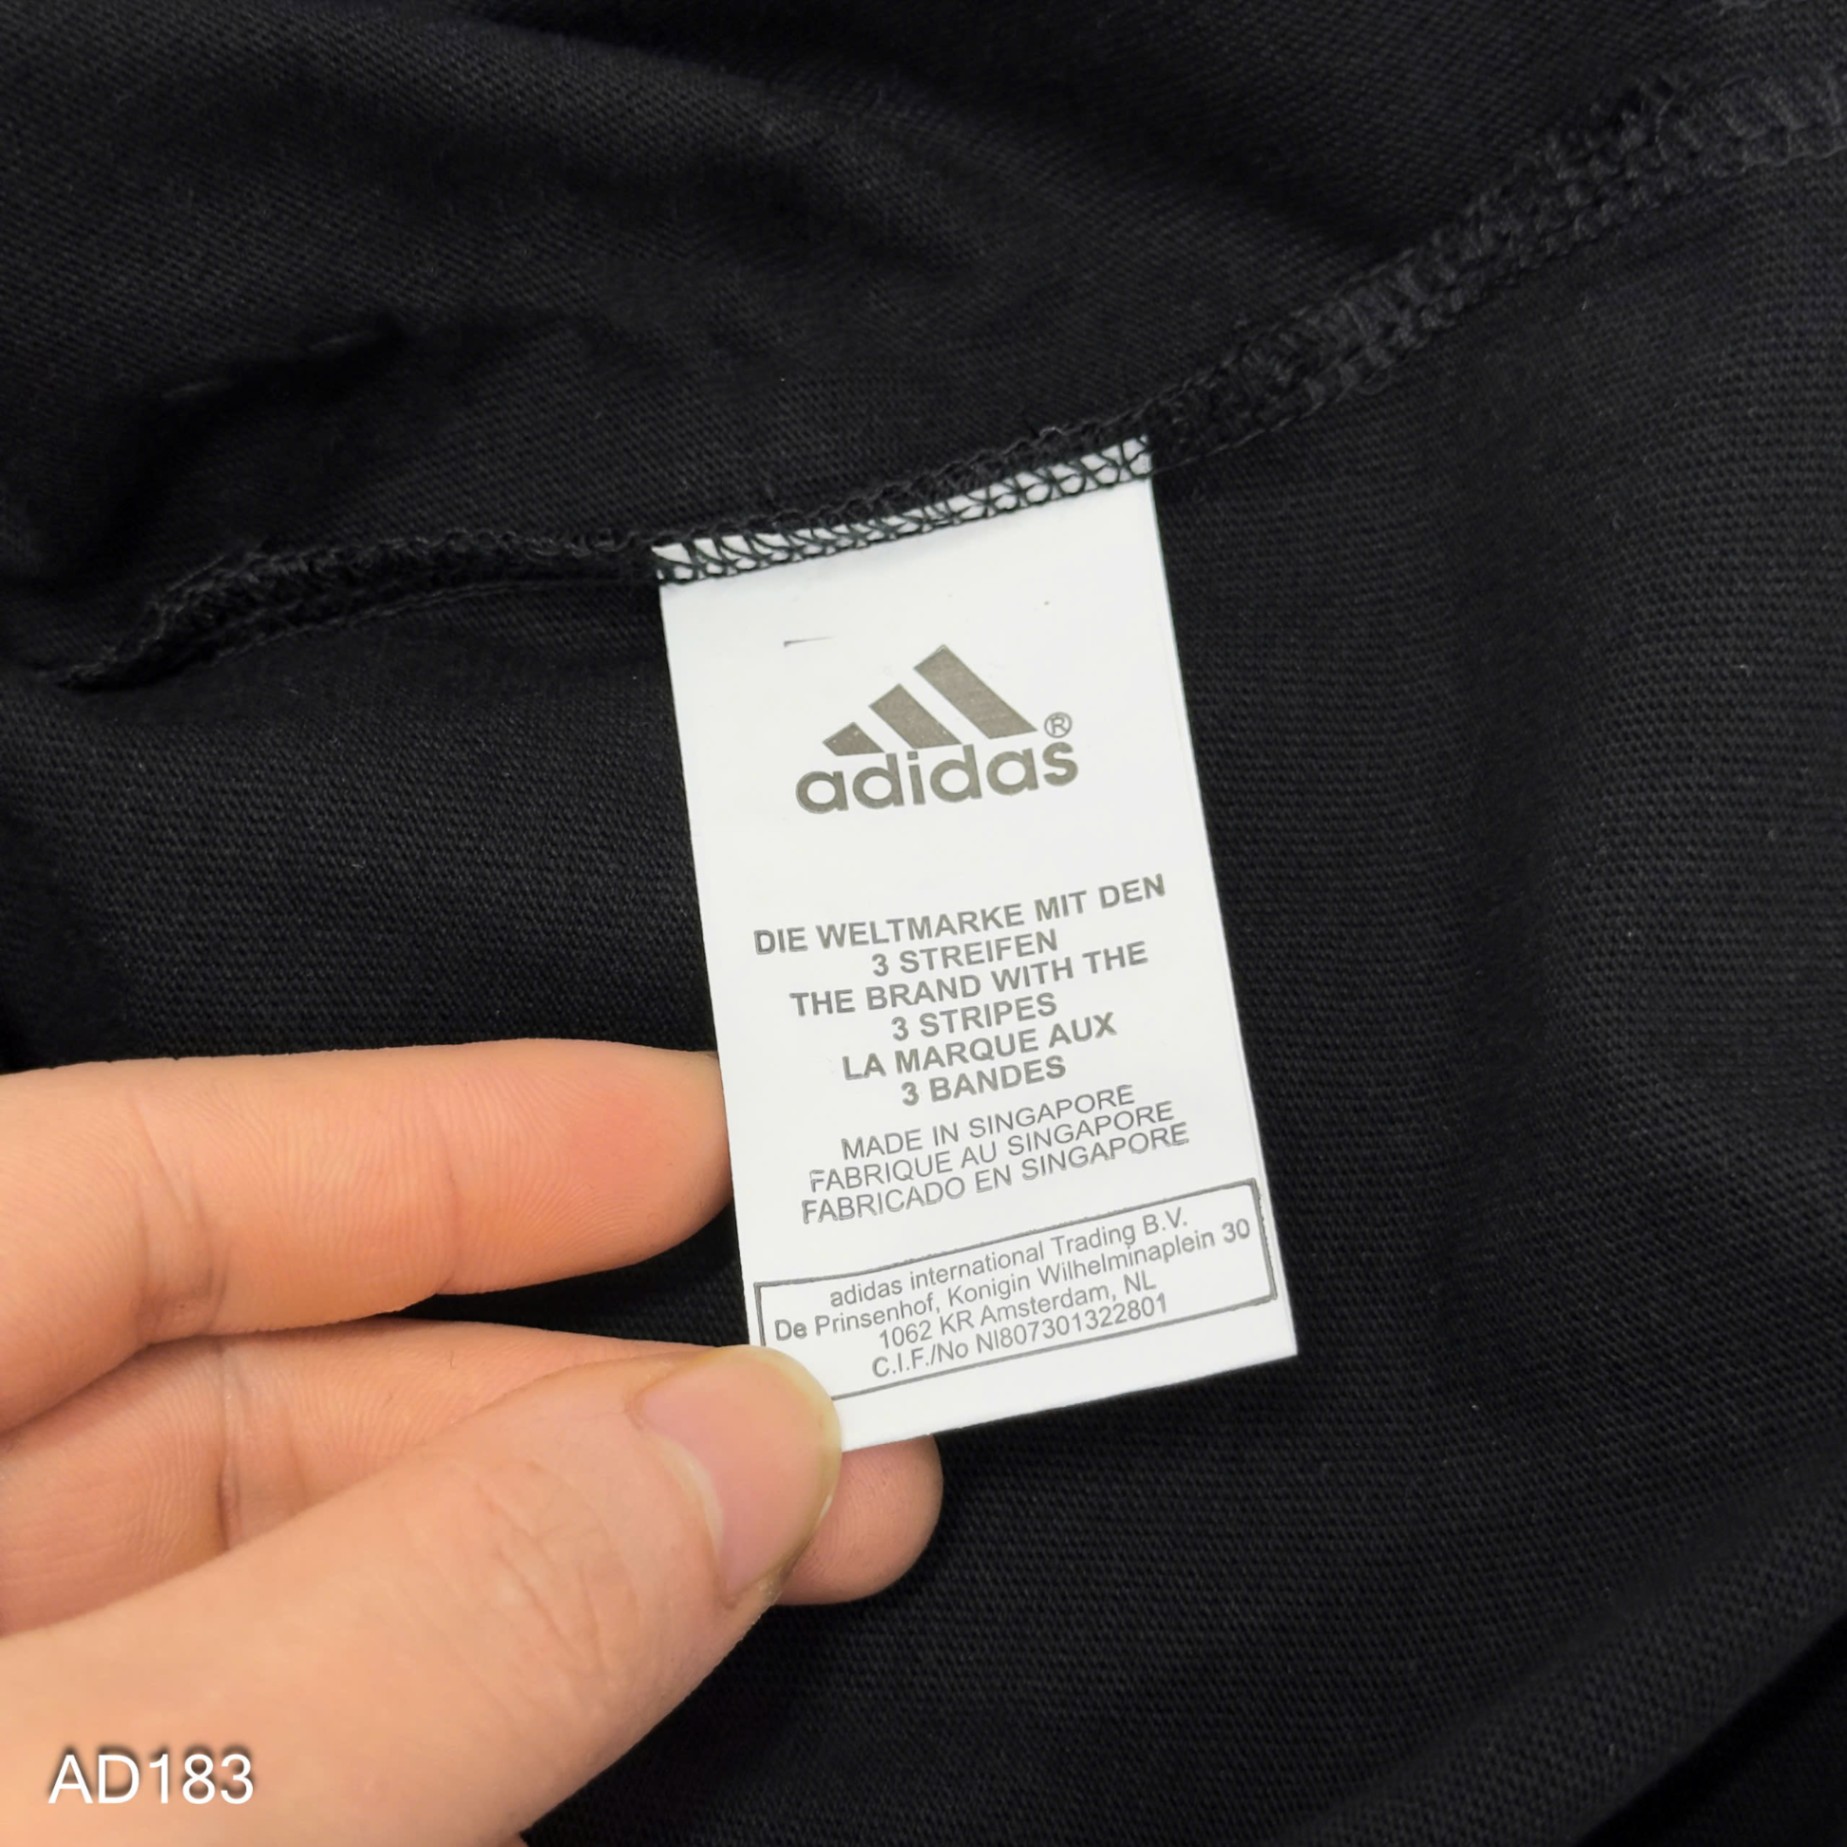 adidas®
DIE WELTMARKE MIT DEN
3 STREIFEN
THE BRAND WITH THE
3 STRIPES
LA MARQUE AUX
3 BANDES
MADE IN SINGAPORE
FABRIQUE AU SINGAPORE
FABRICADO EN SINGAPORE
adidas international Trading B.V.
De Prinsenhof, Konigin Wilhelminaplein 30
1062 KR Amsterdam, NL
C.I.F./No NI807301322801
AD183